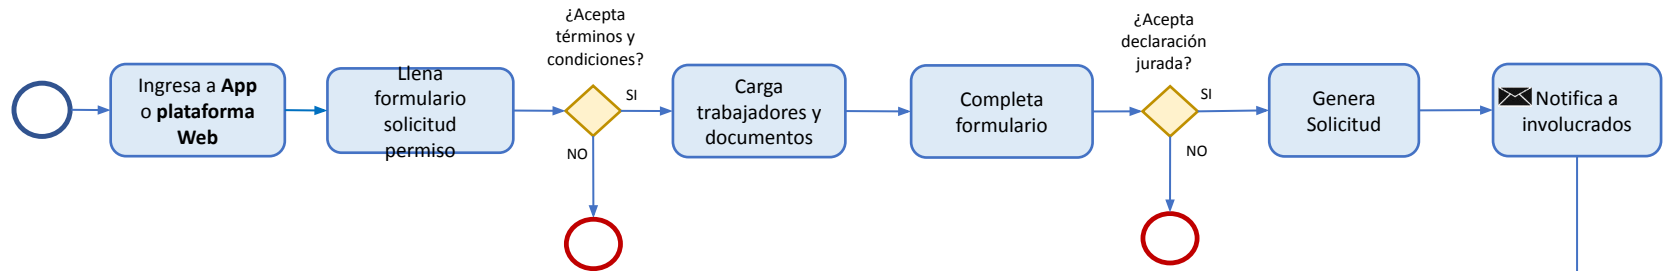 Ingresa a App
o plataforma
Web
Llena
formulario
solicitud
permiso
¿Acepta
términos y
condiciones?
SI
NO
Carga
trabajadores y
documentos
Completa
formulario
¿Acepta
declaración
jurada?
SI
NO
Genera
Solicitud
Notifica a
involucrados